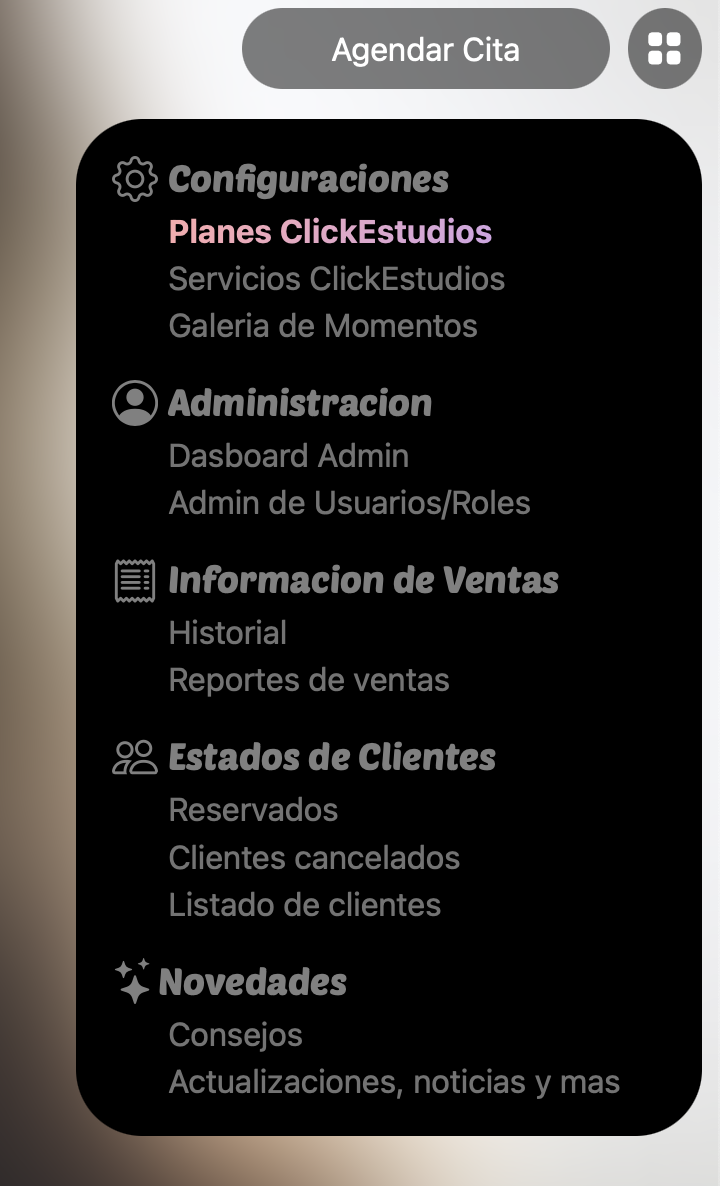 Agendar Cita
Configuraciones
Planes ClickEstudios
Servicios ClickEstudios
Galeria de Momentos
Administracion
Dasboard Admin
Admin de Usuarios/Roles
Informacion de Ventas
Historial
Reportes de ventas
Estados de Clientes
Reservados
Clientes cancelados
Listado de clientes
Novedades
Consejos
Actualizaciones, noticias y mas